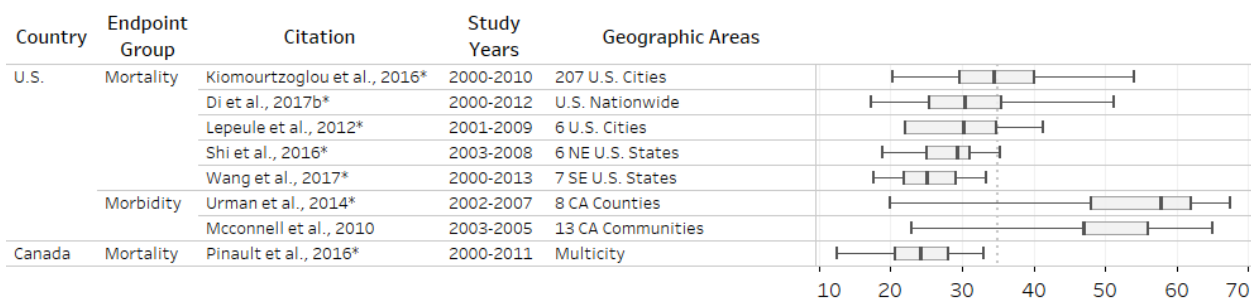 Country Endpoint Group Citation Study Years Geographic Areas
U.S. Mortality Kiomourtzoglou et al., 2016* 2000-2010 207 U.S. Cities
Di et al., 2017b* 2000-2012 U.S. Nationwide
Lepeule et al., 2012* 2001-2009 6 U.S. Cities
Shi et al., 2016* 2003-2008 6 NE U.S. States
Wang et al., 2017* 2000-2013 7 SE U.S. States
Morbidity Urman et al., 2014* 2002-2007 8 CA Counties
Mcconnell et al., 2010 2003-2005 13 CA Communities
Canada Mortality Pinault et al., 2016* 2000-2011 Multicity
10 20 30 40 50 60 70